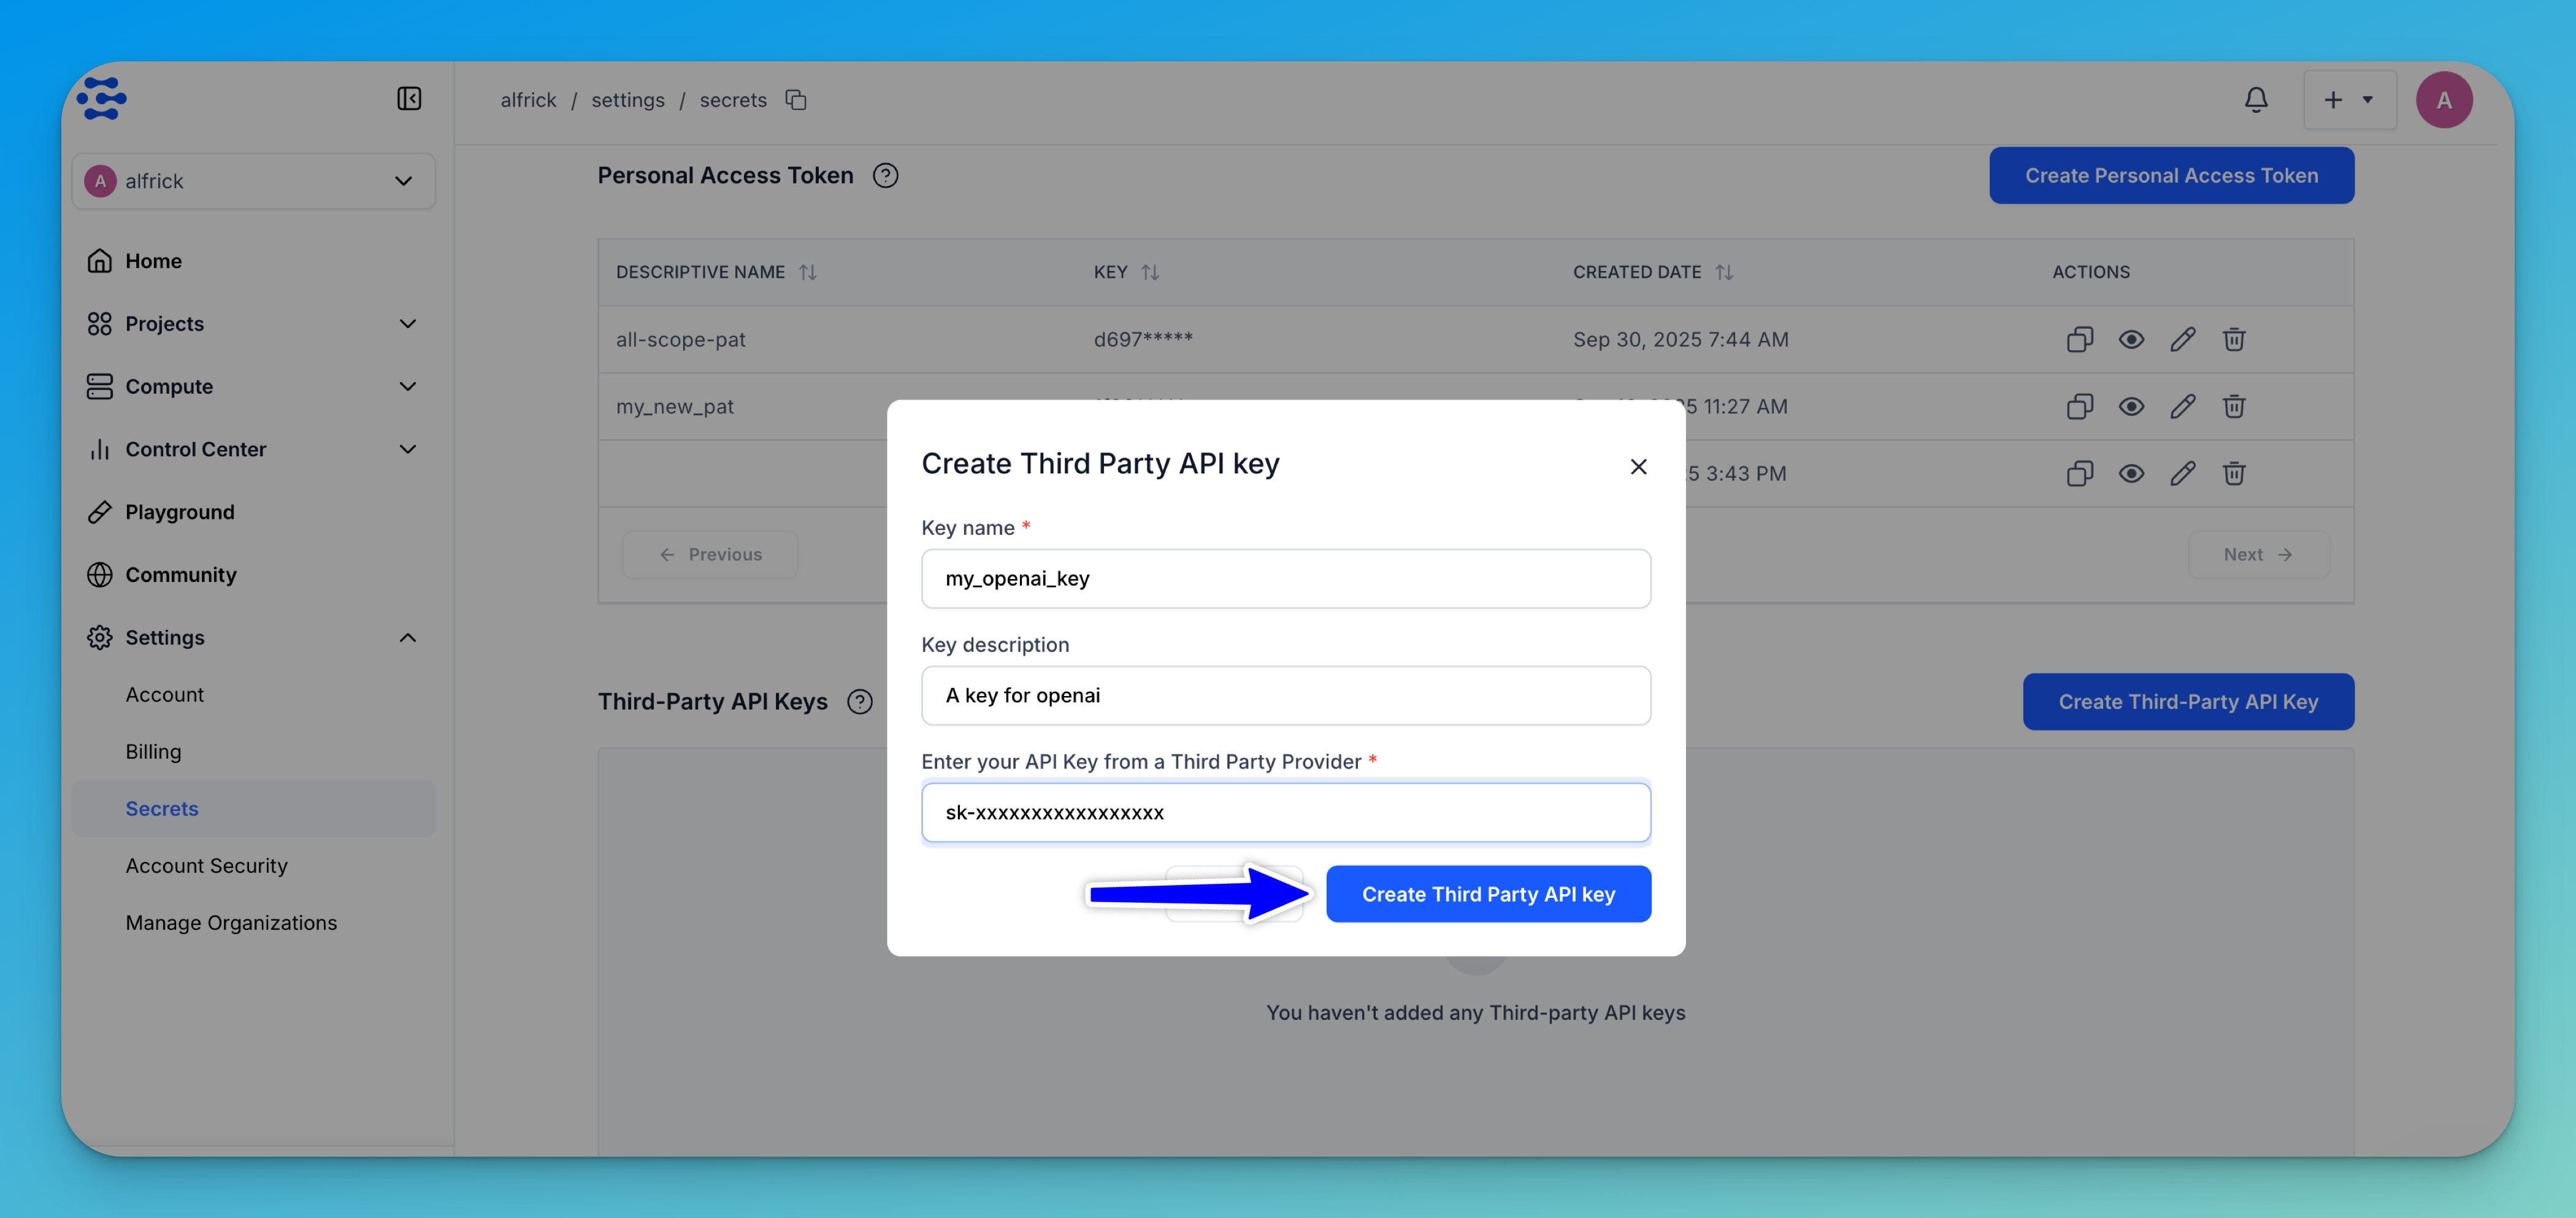 alfrick / settings / secrets
A
A alfrick
Home
Projects
Compute
Control Center
Playground
Community
Settings
Account
Billing
Secrets
Account Security
Manage Organizations
Personal Access Token
Create Personal Access Token
DESCRIPTIVE NAME KEY CREATED DATE ACTIONS
all-scope-pat d697***** Sep 30, 2025 7:44 AM
my_new_pat 5 11:27 AM
5 3:43 PM
Previous
Next
Third-Party API Keys
Create Third-Party API Key
You haven't added any Third-party API keys
Create Third Party API key
Key name *
my_openai_key
Key description
A key for openai
Enter your API Key from a Third Party Provider *
sk-xxxxxxxxxxxxxxxxx
Create Third Party API key